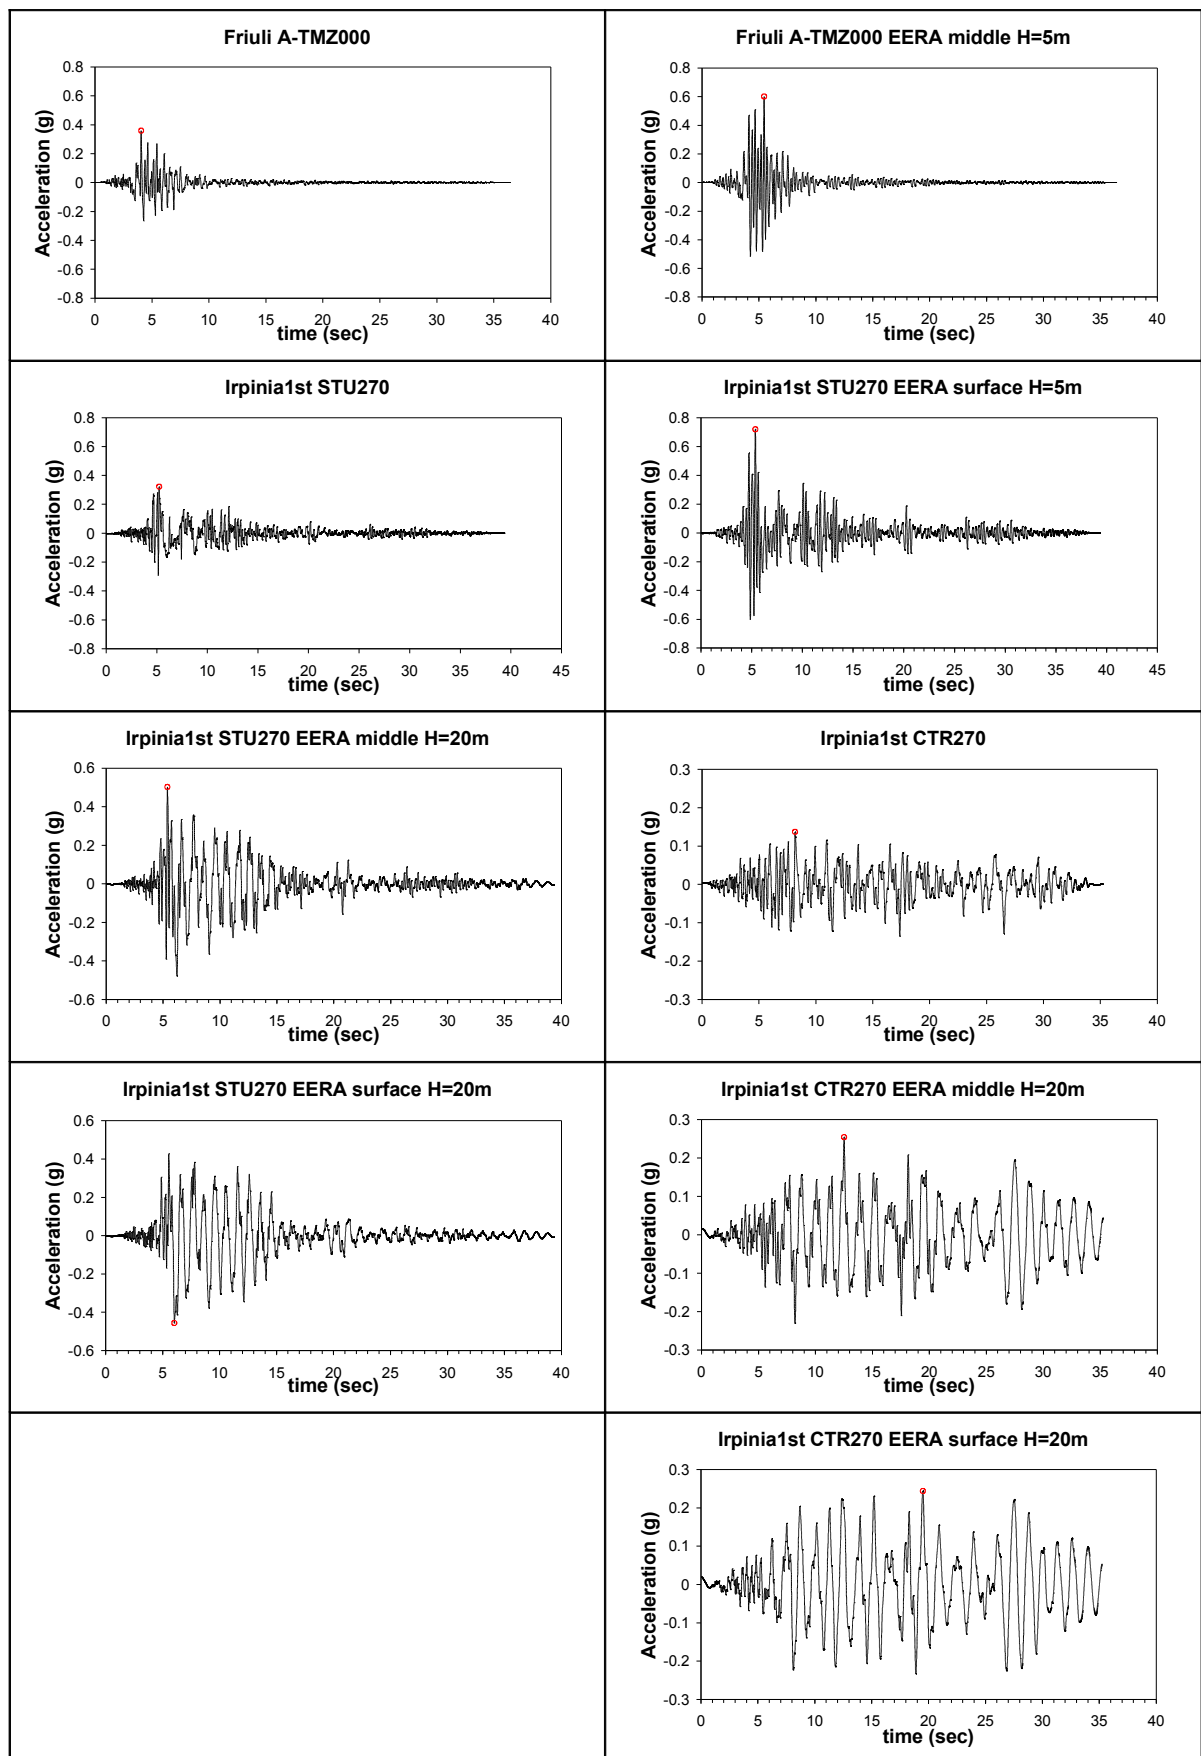 Friuli A-TMZ000
0.8
0.6
0.4
0.2
0
-0.2
-0.4
-0.6
-0.8
Acceleration (g)
0 5 10 15 20 25 30 35 40
time (sec)
Friuli A-TMZ000 EERA middle H=5m
0.8
0.6
0.4
0.2
0
-0.2
-0.4
-0.6
-0.8
Acceleration (g)
0 5 10 15 20 25 30 35 40
time (sec)
Irpinia1st STU270
0.8
0.6
0.4
0.2
0
-0.2
-0.4
-0.6
-0.8
Acceleration (g)
0 5 10 15 20 25 30 35 40 45
time (sec)
Irpinia1st STU270 EERA surface H=5m
0.8
0.6
0.4
0.2
0
-0.2
-0.4
-0.6
-0.8
Acceleration (g)
0 5 10 15 20 25 30 35 40 45
time (sec)
Irpinia1st STU270 EERA middle H=20m
0.6
0.4
0.2
0
-0.2
-0.4
-0.6
Acceleration (g)
0 5 10 15 20 25 30 35 40
time (sec)
Irpinia1st CTR270
0.3
0.2
0.1
0
-0.1
-0.2
-0.3
Acceleration (g)
0 5 10 15 20 25 30 35 40
time (sec)
Irpinia1st STU270 EERA surface H=20m
0.6
0.4
0.2
0
-0.2
-0.4
-0.6
Acceleration (g)
0 5 10 15 20 25 30 35 40
time (sec)
Irpinia1st CTR270 EERA middle H=20m
0.3
0.2
0.1
0
-0.1
-0.2
-0.3
Acceleration (g)
0 5 10 15 20 25 30 35 40
time (sec)
Irpinia1st CTR270 EERA surface H=20m
0.3
0.2
0.1
0
-0.1
-0.2
-0.3
Acceleration (g)
0 5 10 15 20 25 30 35 40
time (sec)